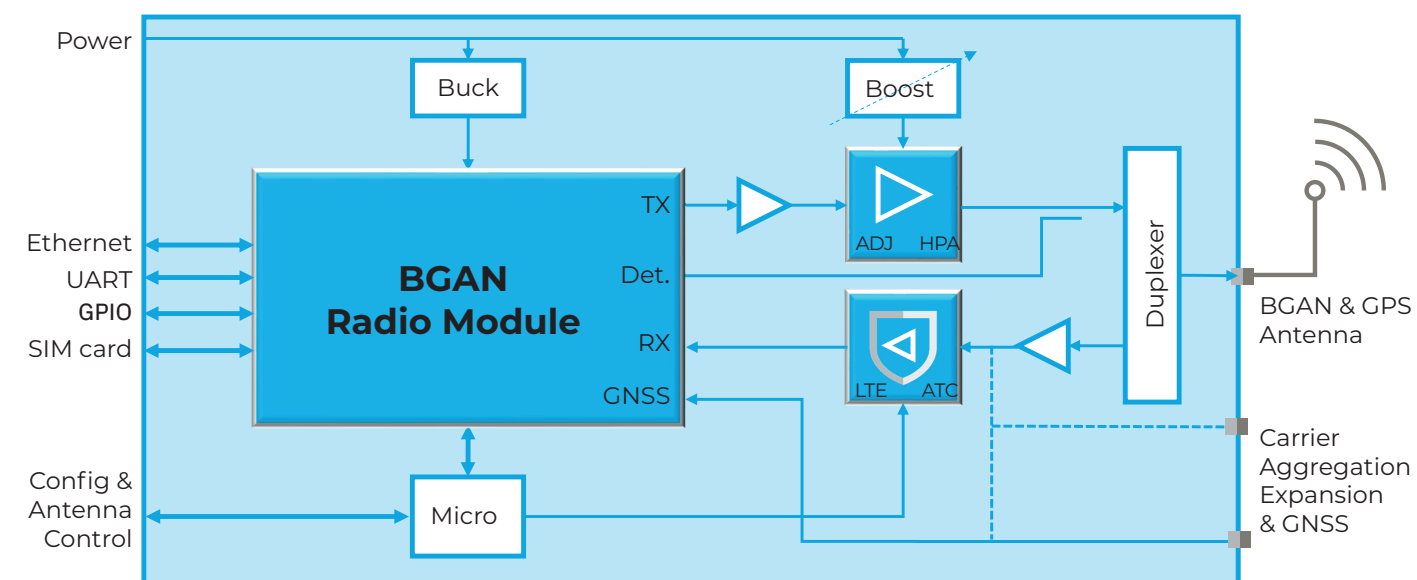 Power
Buck
Boost
TX
ADJ HPA
Ethernet
UART
GPIO
SIM card
BGAN
Radio Module
Det.
RX
GNSS
LTE ATC
Duplexer
BGAN & GPS
Antenna
Carrier
Aggregation
Expansion
& GNSS
Config &
Antenna
Control
Micro